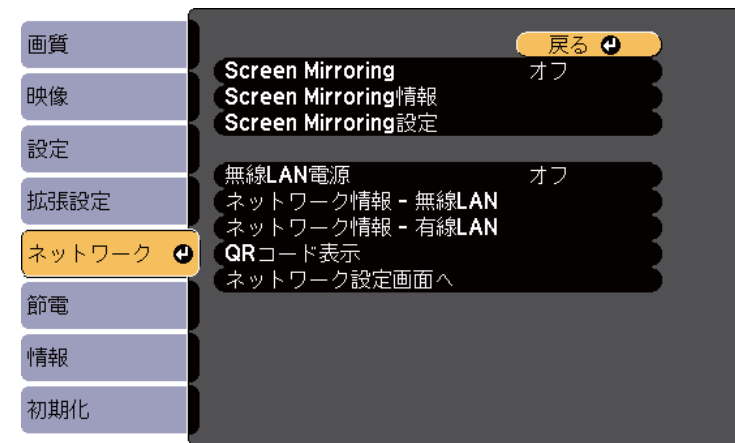 画質
映像
設定
拡張設定
ネットワーク
節電
情報
初期化
戻る
Screen Mirroring オフ
Screen Mirroring情報
Screen Mirroring設定
無線LAN電源 オフ
ネットワーク情報 - 無線LAN
ネットワーク情報 - 有線LAN
QRコード表示
ネットワーク設定画面へ